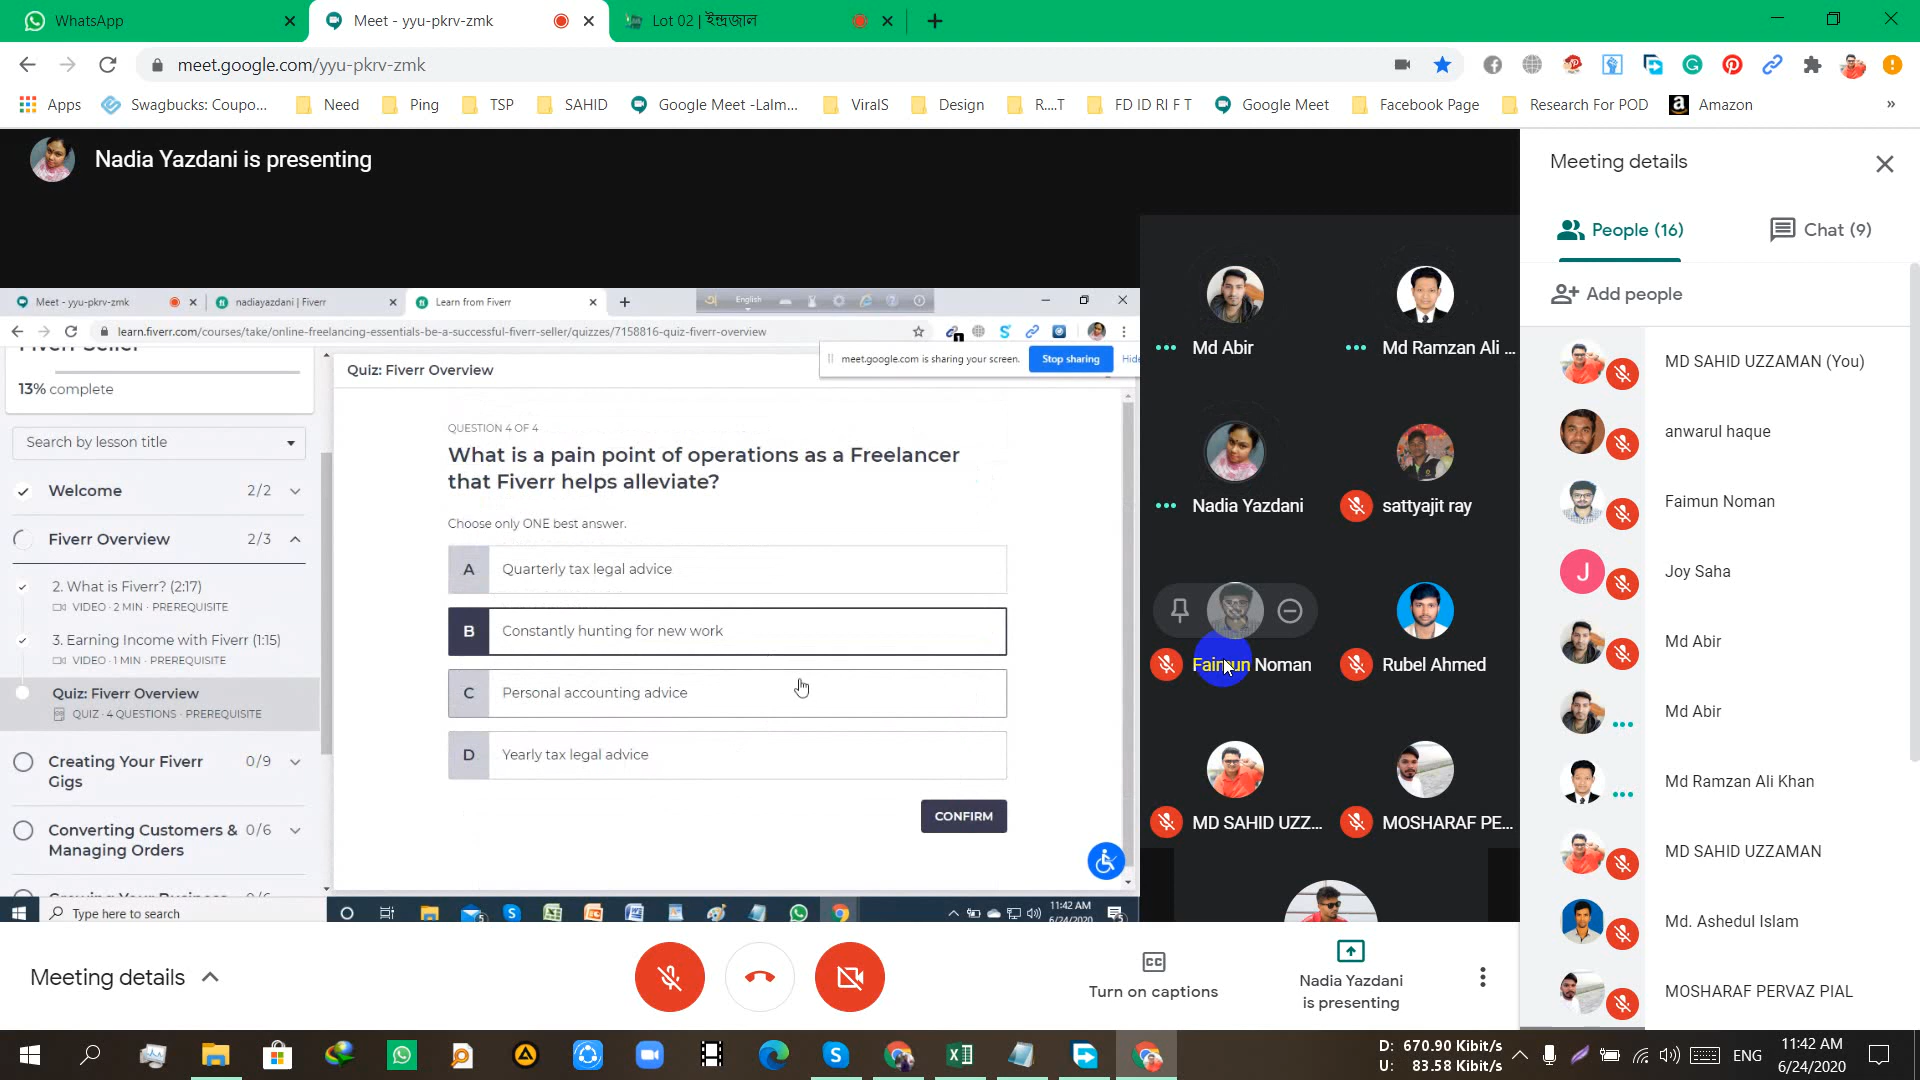 WhatsApp
Meet - yyu-pkrv-zmk
Lot 02 | ইন্দ্রজাল
meet.google.com/yyu-pkrv-zmk
Apps
Swagbucks: Coupo...
Need
Ping
TSP
SAHID
Google Meet -Lalm...
ViralS
Design
R....T
FD ID RI F T
Google Meet
Facebook Page
Research For POD
Amazon
»
Nadia Yazdani is presenting
Meet - yyu-pkrv-zmk
nadiayazdani | Fiverr
Learn from Fiverr
English
learn.fiverr.com/courses/take/online-freelancing-essentials-be-a-successful-fiverr-seller/quizzes/7158816-quiz-fiverr-overview
meet.google.com is sharing your screen.
Stop sharing
Hide
Fiverr Seller
13% complete
Search by lesson title
Welcome 2/2
Fiverr Overview 2/3
2. What is Fiverr? (2:17)
VIDEO · 2 MIN · PREREQUISITE
3. Earning Income with Fiverr (1:15)
VIDEO · 1 MIN · PREREQUISITE
Quiz: Fiverr Overview
QUIZ · 4 QUESTIONS · PREREQUISITE
Creating Your Fiverr 0/9
Gigs
Converting Customers & 0/6
Managing Orders
Growing Your Business 0/6
Quiz: Fiverr Overview
QUESTION 4 OF 4
What is a pain point of operations as a Freelancer
that Fiverr helps alleviate?
Choose only ONE best answer.
A Quarterly tax legal advice
B Constantly hunting for new work
C Personal accounting advice
D Yearly tax legal advice
CONFIRM
Type here to search
11:42 AM
6/24/2020
Md Abir
Md Ramzan Ali ...
Nadia Yazdani
sattyajit ray
Faimun Noman
Rubel Ahmed
MD SAHID UZZ...
MOSHARAF PE...
Meeting details
People (16)
Chat (9)
Add people
MD SAHID UZZAMAN (You)
anwarul haque
Faimun Noman
J Joy Saha
Md Abir
Md Abir
Md Ramzan Ali Khan
MD SAHID UZZAMAN
Md. Ashedul Islam
MOSHARAF PERVAZ PIAL
Meeting details
Turn on captions
Nadia Yazdani
is presenting
D: 670.90 Kibit/s
U: 83.58 Kibit/s
ENG
11:42 AM
6/24/2020